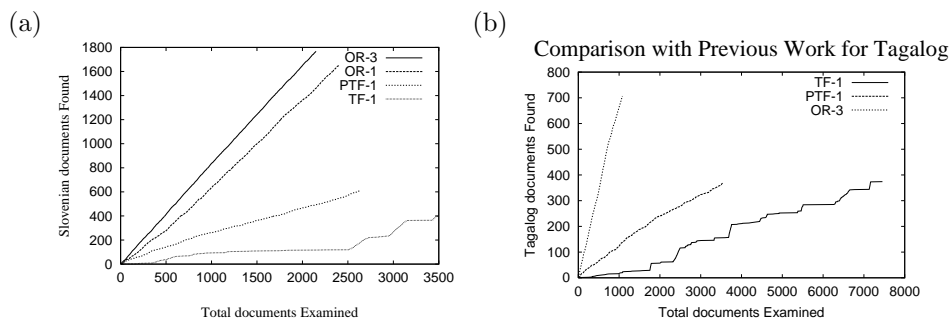 (a)
1800
1600
1400
1200
1000
800
600
400
200
0
Slovenian documents Found
OR-3
OR-1
PTF-1
TF-1
0 500 1000 1500 2000 2500 3000 3500
Total documents Examined
(b)
Comparison with Previous Work for Tagalog
800
700
600
500
400
300
200
100
0
Tagalog documents Found
TF-1
PTF-1
OR-3
0 1000 2000 3000 4000 5000 6000 7000 8000
Total documents Examined